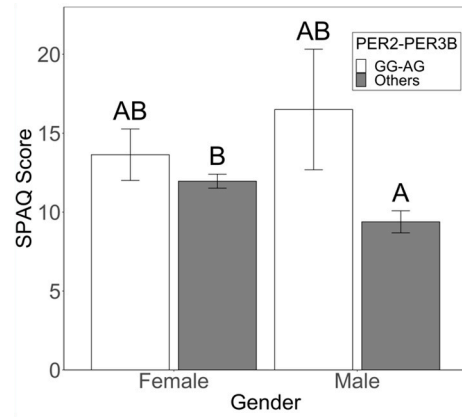 PER2-PER3B
GG-AG
Others
AB
B
AB
A
SPAQ Score
20
15
10
5
0
Female
Male
Gender